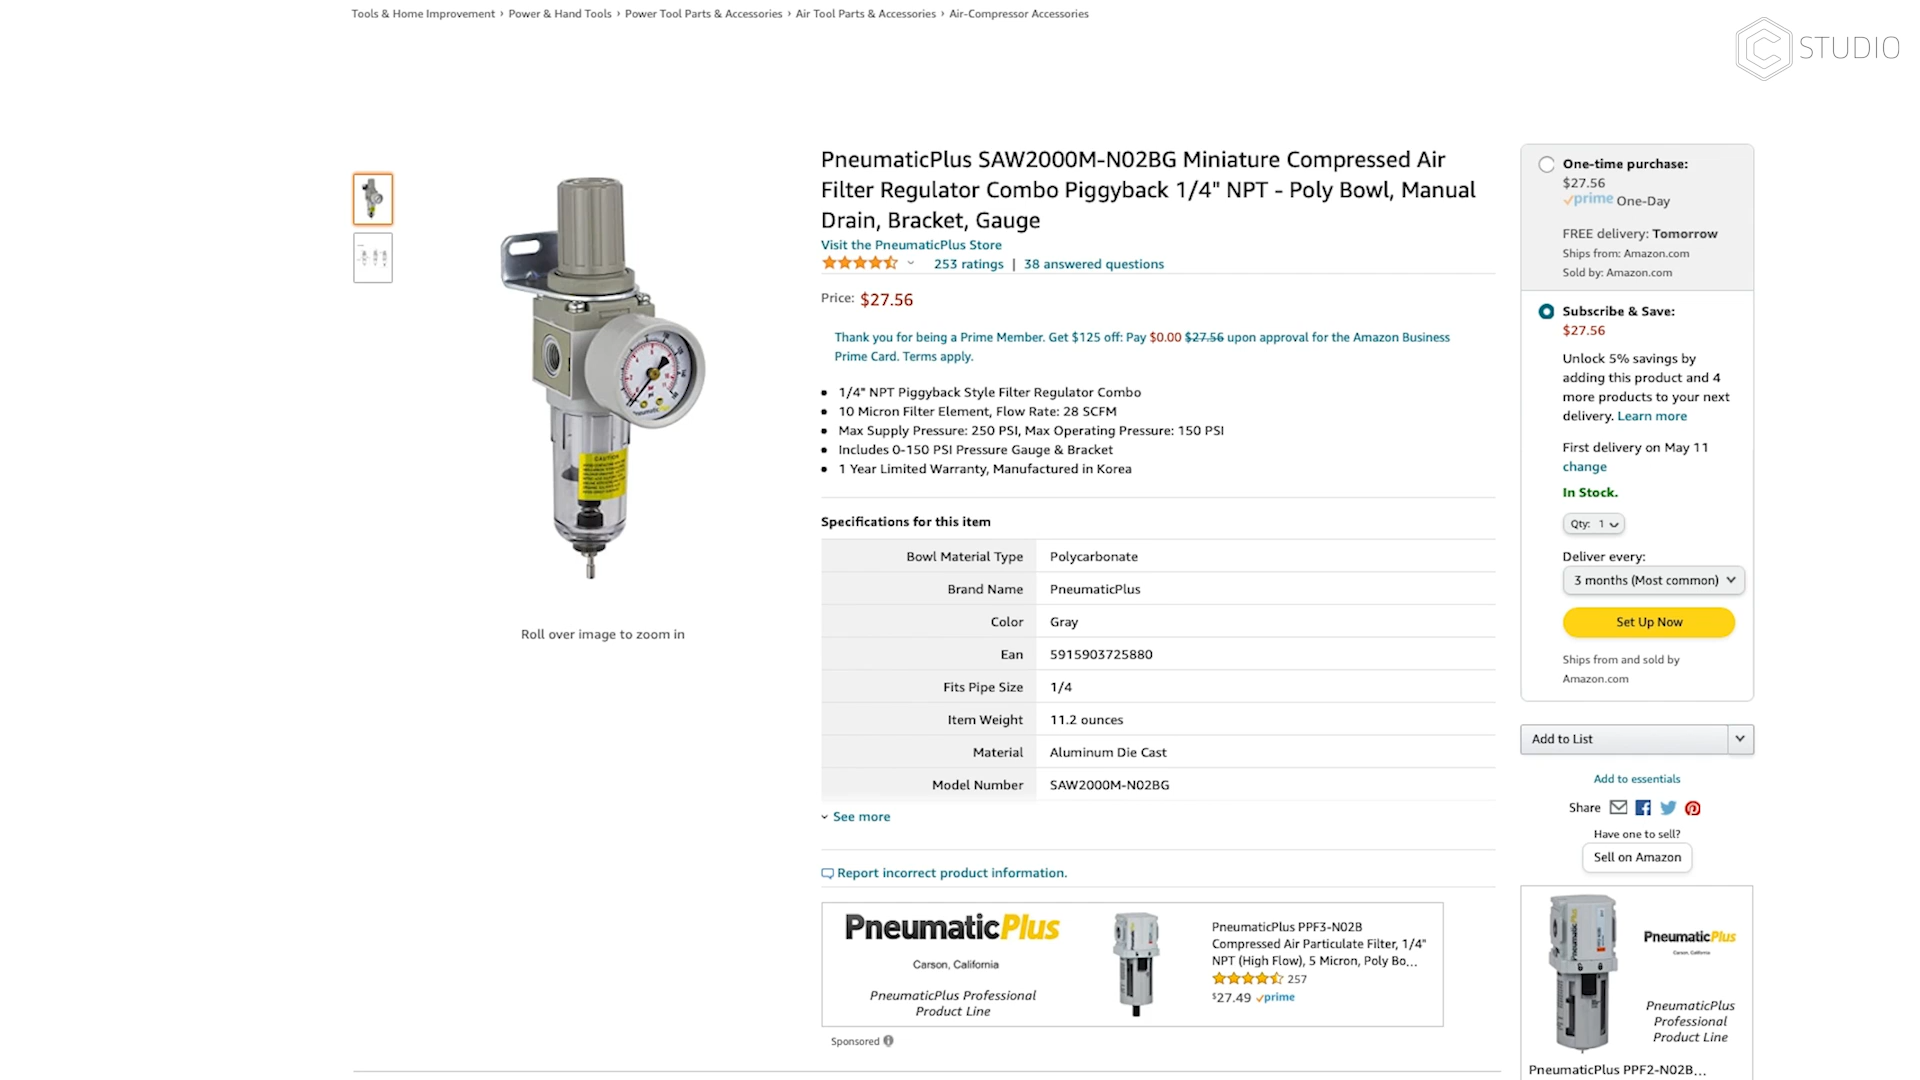 Tools & Home Improvement › Power & Hand Tools › Power Tool Parts & Accessories › Air Tool Parts & Accessories › Air-Compressor Accessories
STUDIO
PneumaticPlus SAW2000M-N02BG Miniature Compressed Air
Filter Regulator Combo Piggyback 1/4" NPT - Poly Bowl, Manual
Drain, Bracket, Gauge
Visit the PneumaticPlus Store
253 ratings | 38 answered questions
Price: $27.56
Thank you for being a Prime Member. Get $125 off: Pay $0.00 $27.56 upon approval for the Amazon Business
Prime Card. Terms apply.
1/4" NPT Piggyback Style Filter Regulator Combo
10 Micron Filter Element, Flow Rate: 28 SCFM
Max Supply Pressure: 250 PSI, Max Operating Pressure: 150 PSI
Includes 0-150 PSI Pressure Gauge & Bracket
1 Year Limited Warranty, Manufactured in Korea
CAUTION
Roll over image to zoom in
Specifications for this item
Bowl Material Type Polycarbonate
Brand Name PneumaticPlus
Color Gray
Ean 5915903725880
Fits Pipe Size 1/4
Item Weight 11.2 ounces
Material Aluminum Die Cast
Model Number SAW2000M-N02BG
See more
Report incorrect product information.
PneumaticPlus
Carson, California
PneumaticPlus Professional
Product Line
PneumaticPlus PPF3-N02B
Compressed Air Particulate Filter, 1/4"
NPT (High Flow), 5 Micron, Poly Bo...
257
$27.49 prime
Sponsored
One-time purchase:
$27.56
prime One-Day
FREE delivery: Tomorrow
Ships from: Amazon.com
Sold by: Amazon.com
Subscribe & Save:
$27.56
Unlock 5% savings by
adding this product and 4
more products to your next
delivery. Learn more
First delivery on May 11
change
In Stock.
Qty: 1
Deliver every:
3 months (Most common)
Set Up Now
Ships from and sold by
Amazon.com
Add to List
Add to essentials
Share
Have one to sell?
Sell on Amazon
PneumaticPlus
Carson, California
PneumaticPlus
Professional
Product Line
PneumaticPlus PPF2-N02B...